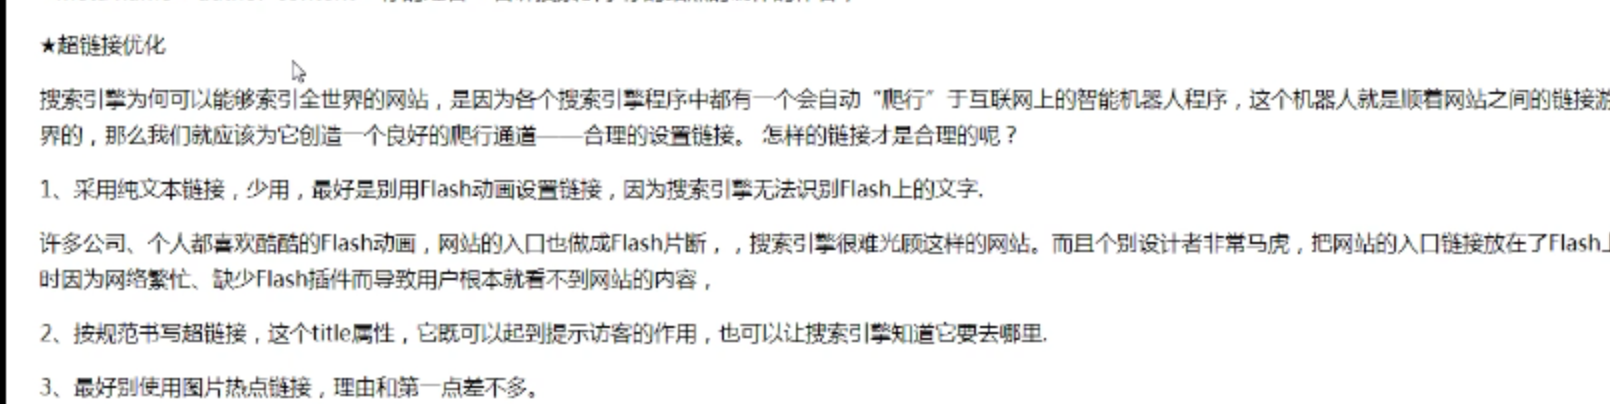 ★超链接优化
搜索引擎为何可以能够索引全世界的网站，是因为各个搜索引擎程序中都有一个会自动“爬行”于互联网上的智能机器人程序，这个机器人就是顺着网站之间的链接游
界的，那么我们就应该为它创造一个良好的爬行通道——合理的设置链接。 怎样的链接才是合理的呢？
1、采用纯文本链接，少用，最好是别用Flash动画设置链接，因为搜索引擎无法识别Flash上的文字.
许多公司、个人都喜欢酷酷的Flash动画，网站的入口也做成Flash片断，，搜索引擎很难光顾这样的网站。而且个别设计者非常马虎，把网站的入口链接放在了Flash上
时因为网络繁忙、缺少Flash插件而导致用户根本就看不到网站的内容，
2、按规范书写超链接，这个title属性，它既可以起到提示访客的作用，也可以让搜索引擎知道它要去哪里.
3、最好别使用图片热点链接，理由和第一点差不多。